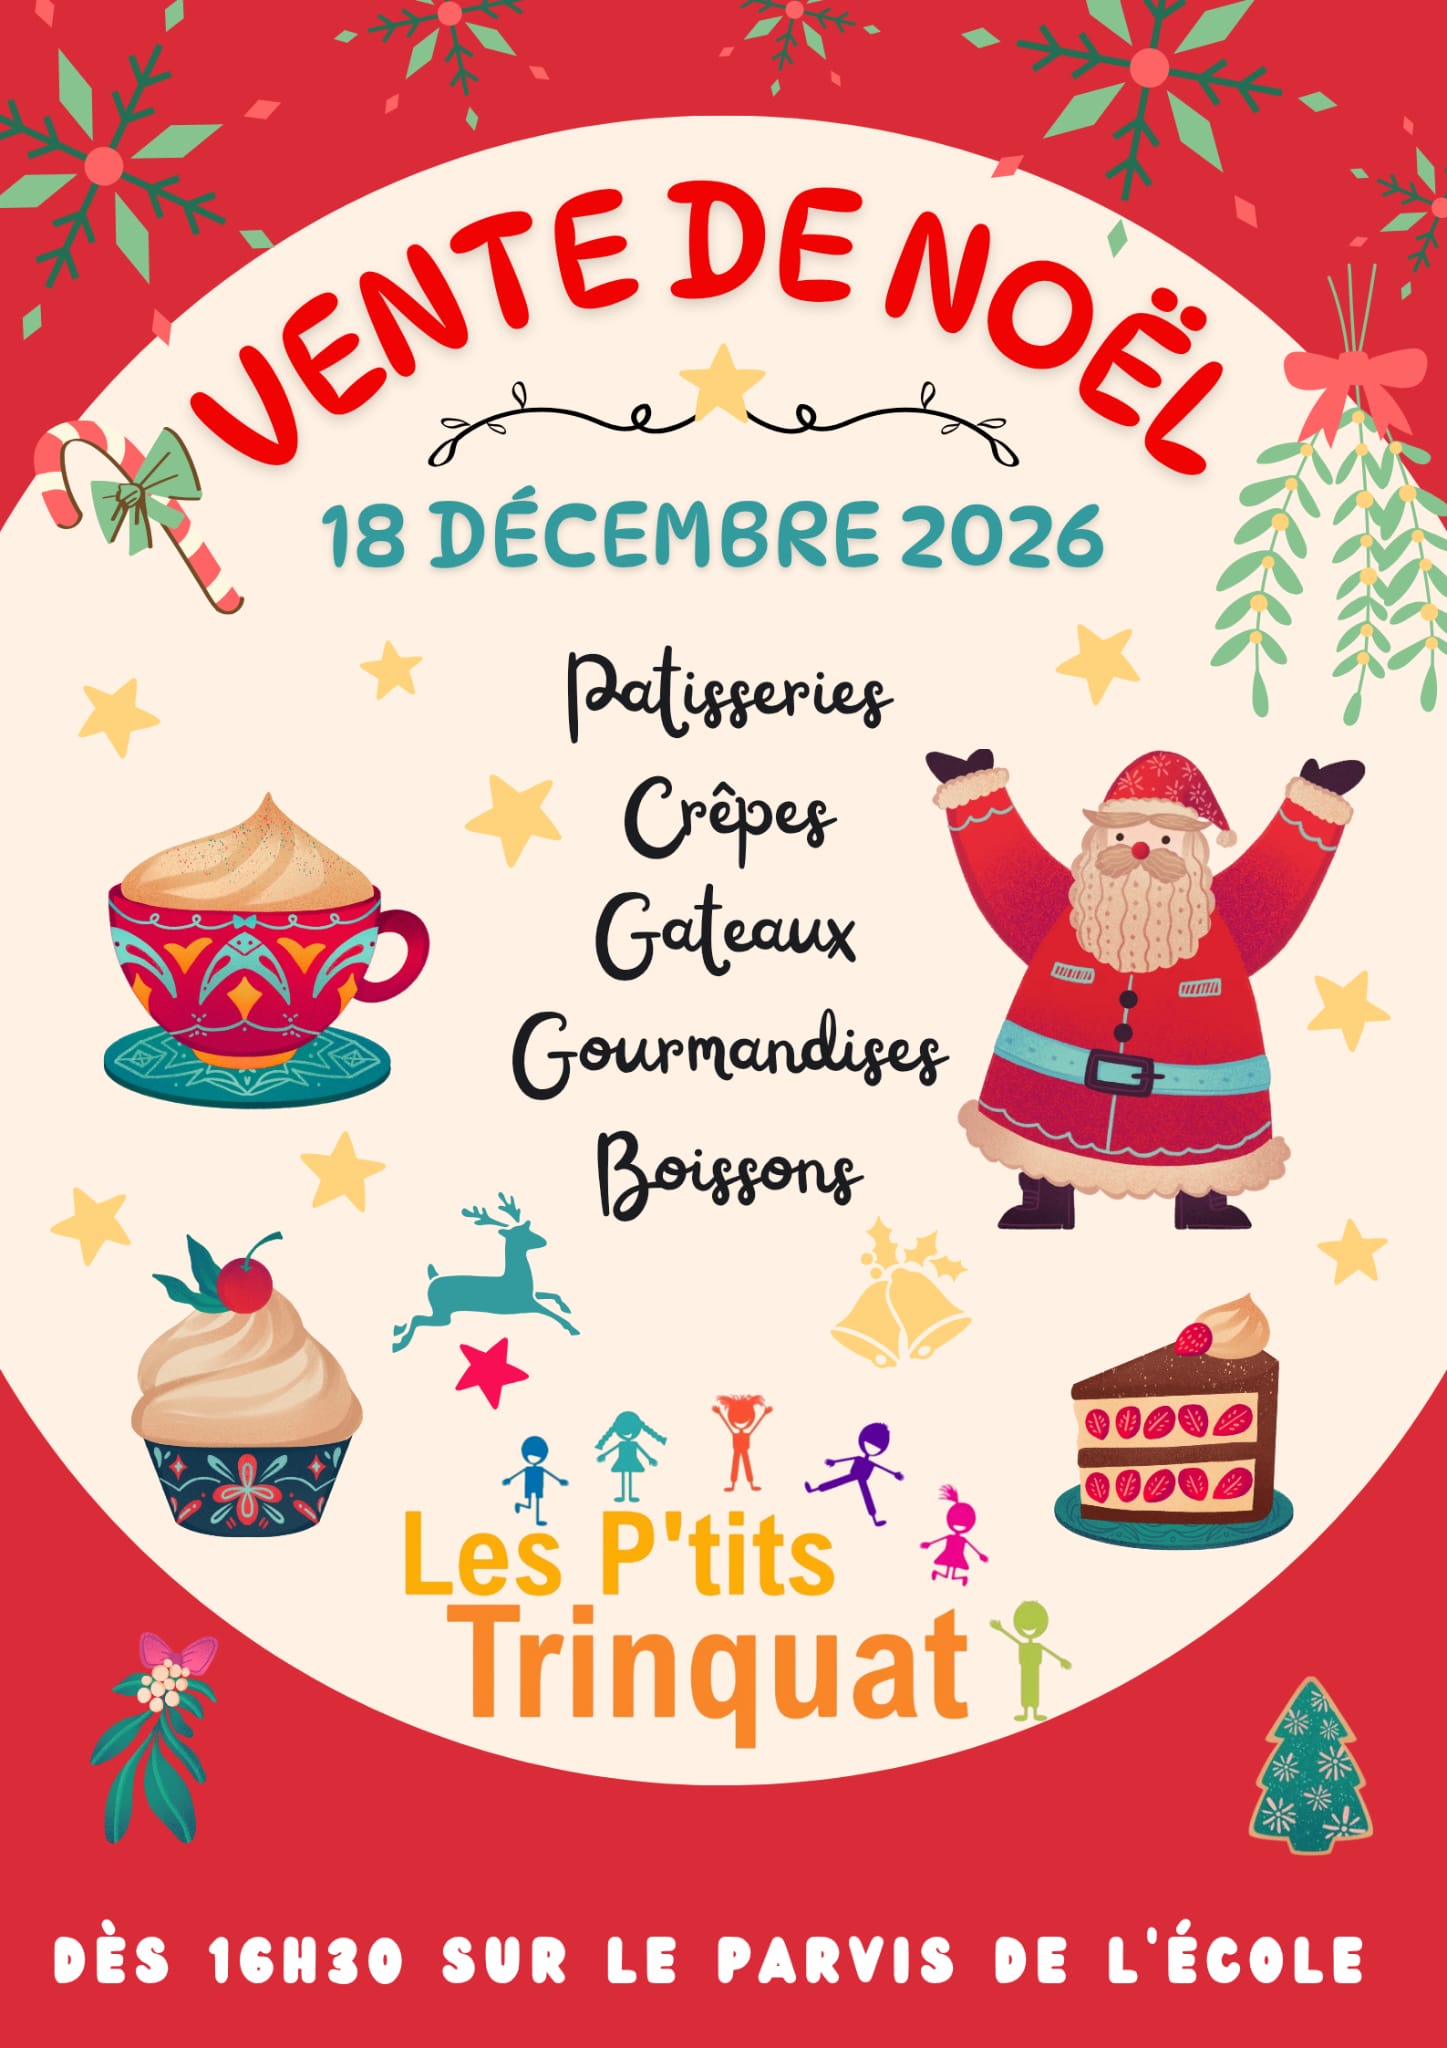 VENTE DE NOËL
18 DÉCEMBRE 2026
Patisseries
Crêpes
Gateaux
Gourmandises
Boissons
Les P'tits
Trinquat
DÈS 16H30 SUR LE PARVIS DE L'ÉCOLE